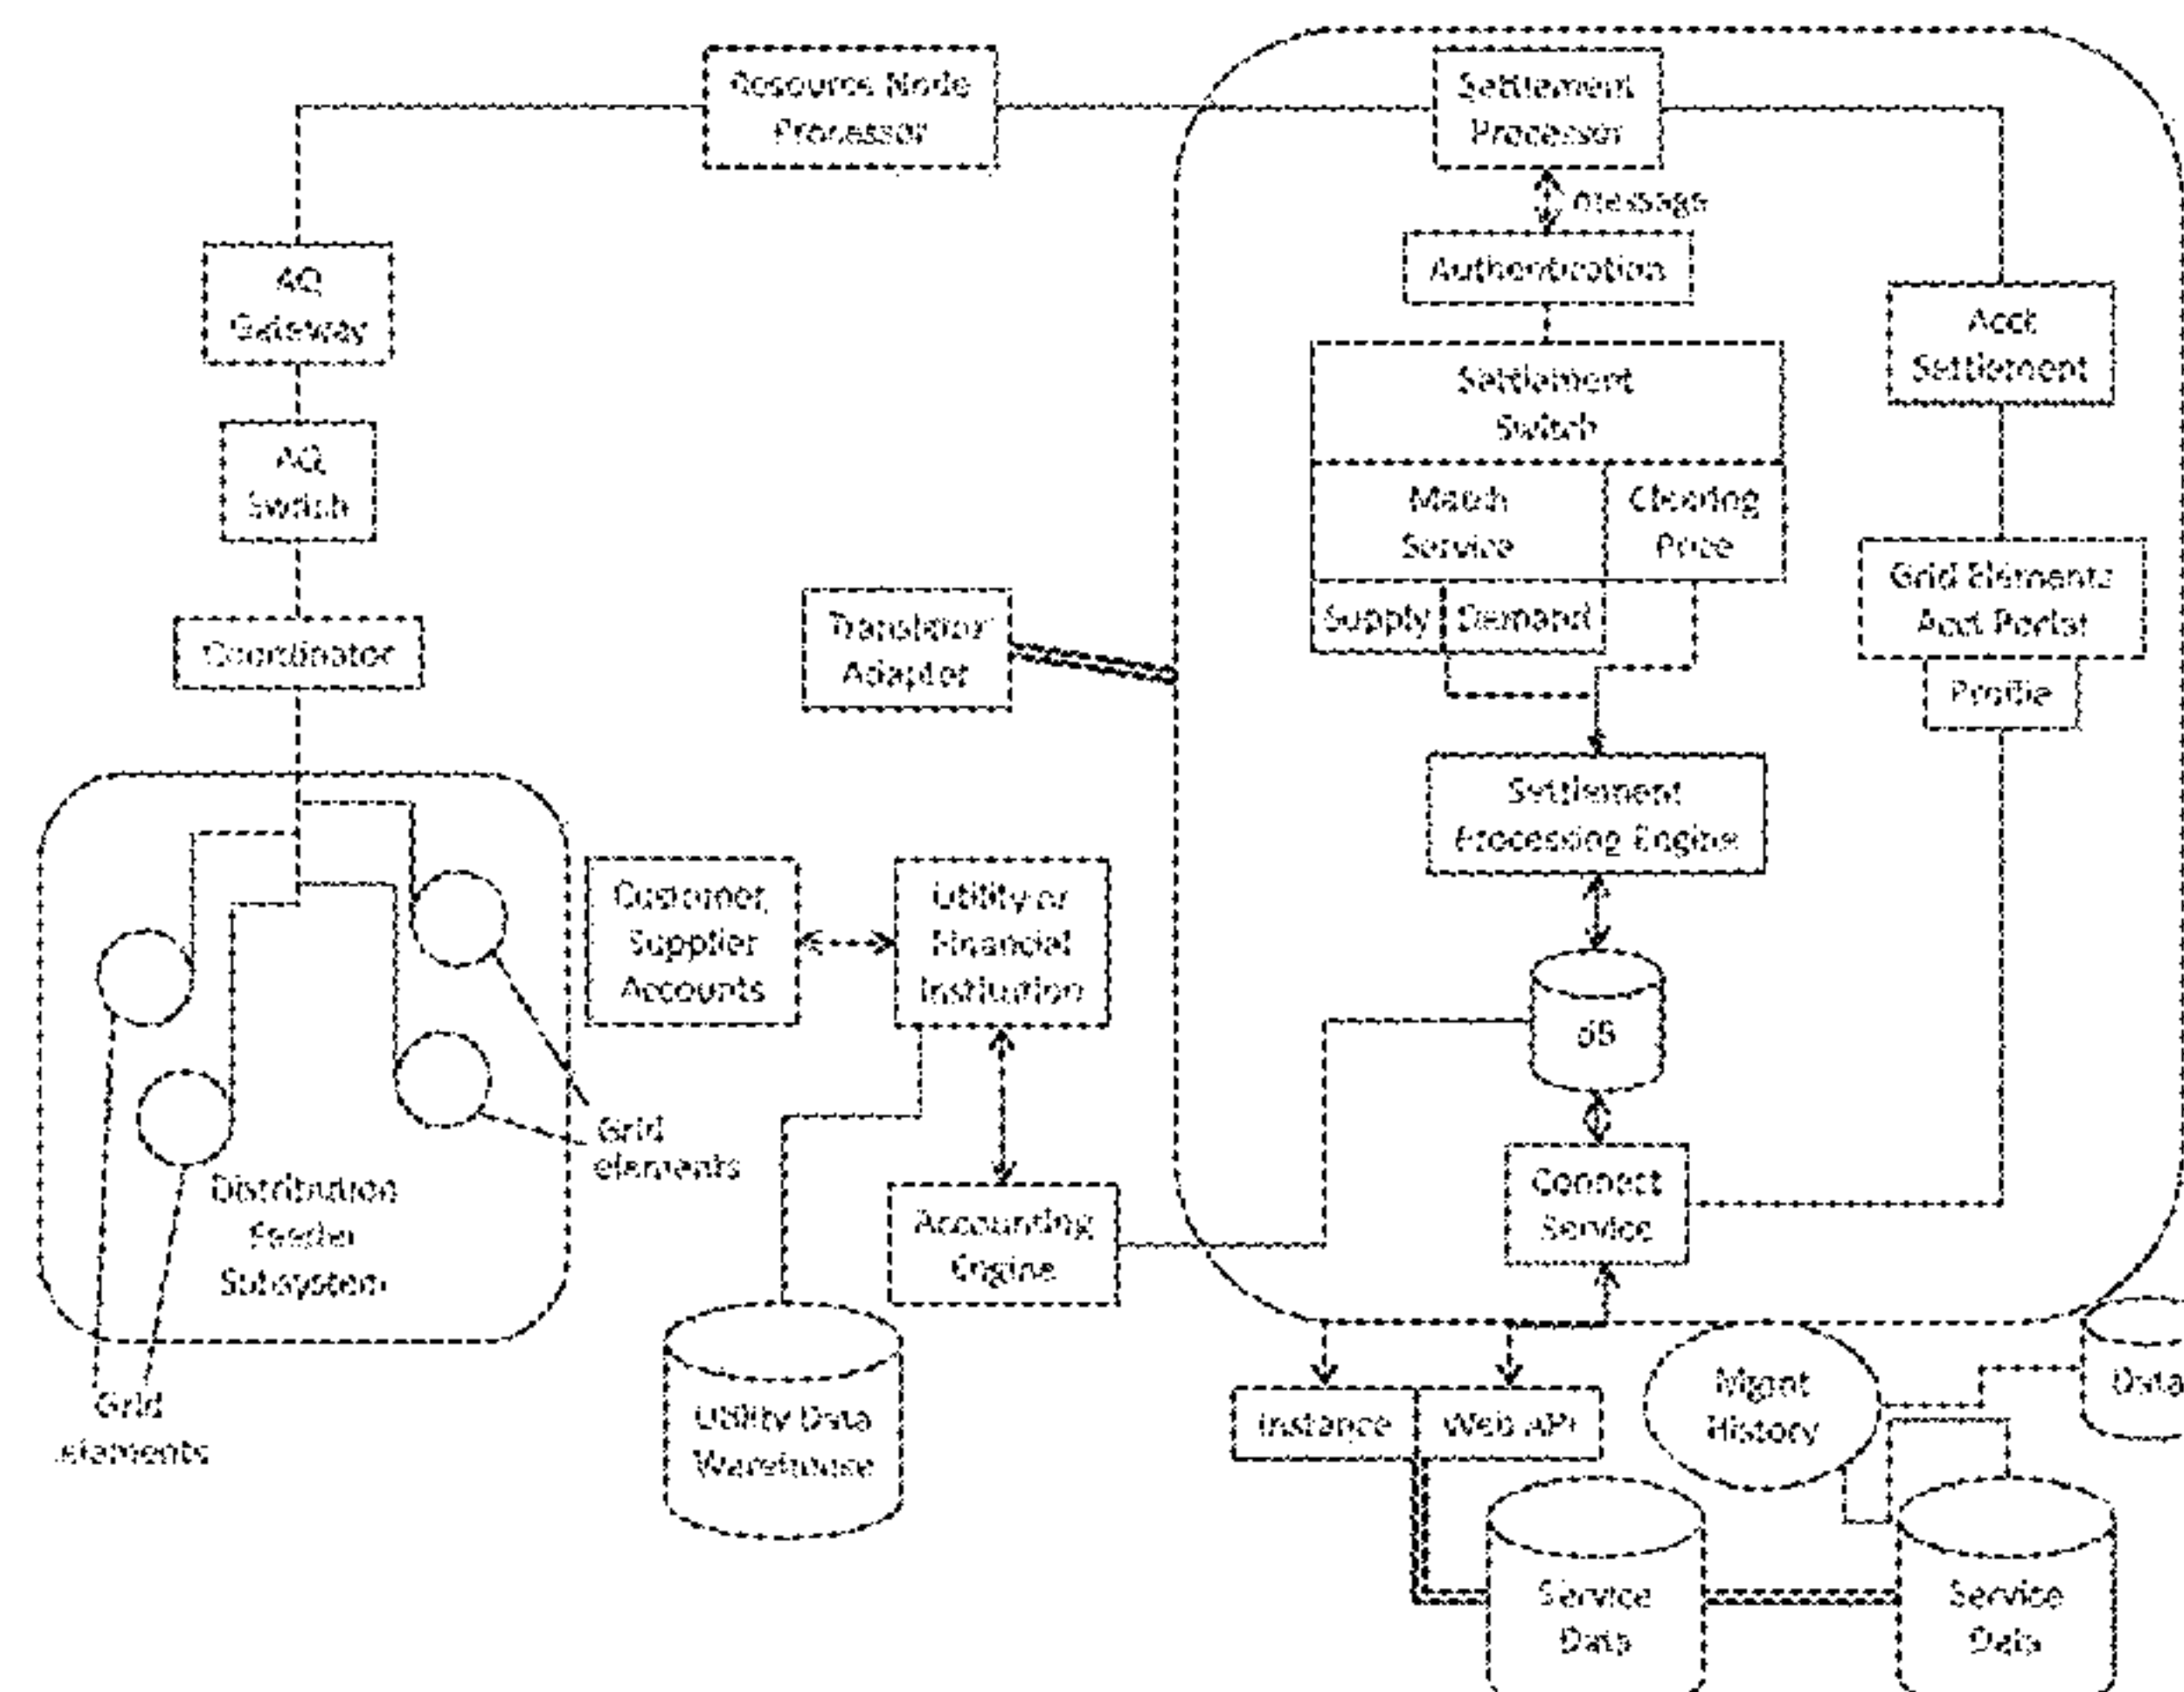 Resource Node
Processor
Settlement
Processor
message
Authentication
AQ
Gateway
Acct
Settlement
Settlement
Switch
AQ
Switch
Match
Service
Clearing
Price
Supply
Demand
Grid Elements
Acct Portal
Profile
Translator
Adapter
Coordinator
Settlement
Processing Engine
Customer,
Supplier
Accounts
Utility or
Financial
Institution
dB
Grid
elements
Distribution
Feeder
Subsystem
Accounting
Engine
Connect
Service
Grid
elements
Utility Data
Warehouse
Instance
Web API
Mgmt
History
Data
Service
Data
Service
Data